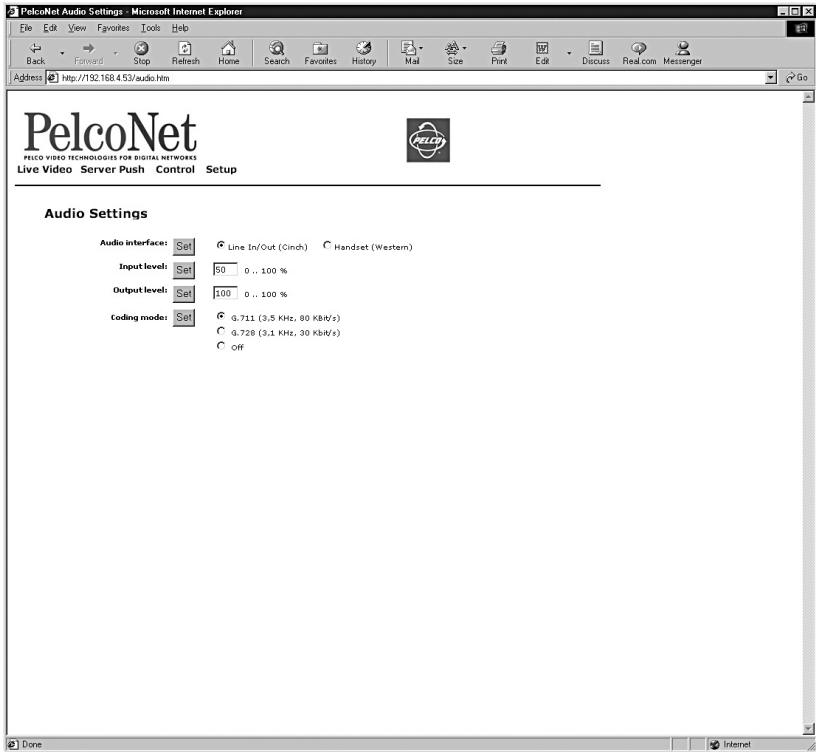 PelcoNet Audio Settings - Microsoft Internet Explorer
File Edit View Favorites Tools Help
Back Forward Stop Refresh Home Search Favorites History Mail Size Print Edit Discuss Real.com Messenger
Address http://192.168.4.53/audio.htm Go
PelcoNet
PELCO VIDEO TECHNOLOGIES FOR DIGITAL NETWORKS
PELCO
Live Video Server Push Control Setup
Audio Settings
Audio interface: Set Line In/Out (Cinch) Handset (Western)
Input level: Set 50 0 .. 100 %
Output level: Set 100 0 .. 100 %
Coding mode: Set G.711 (3,5 KHz, 80 KBit/s)
G.728 (3,1 KHz, 30 Kbit/s)
Off
Done Internet